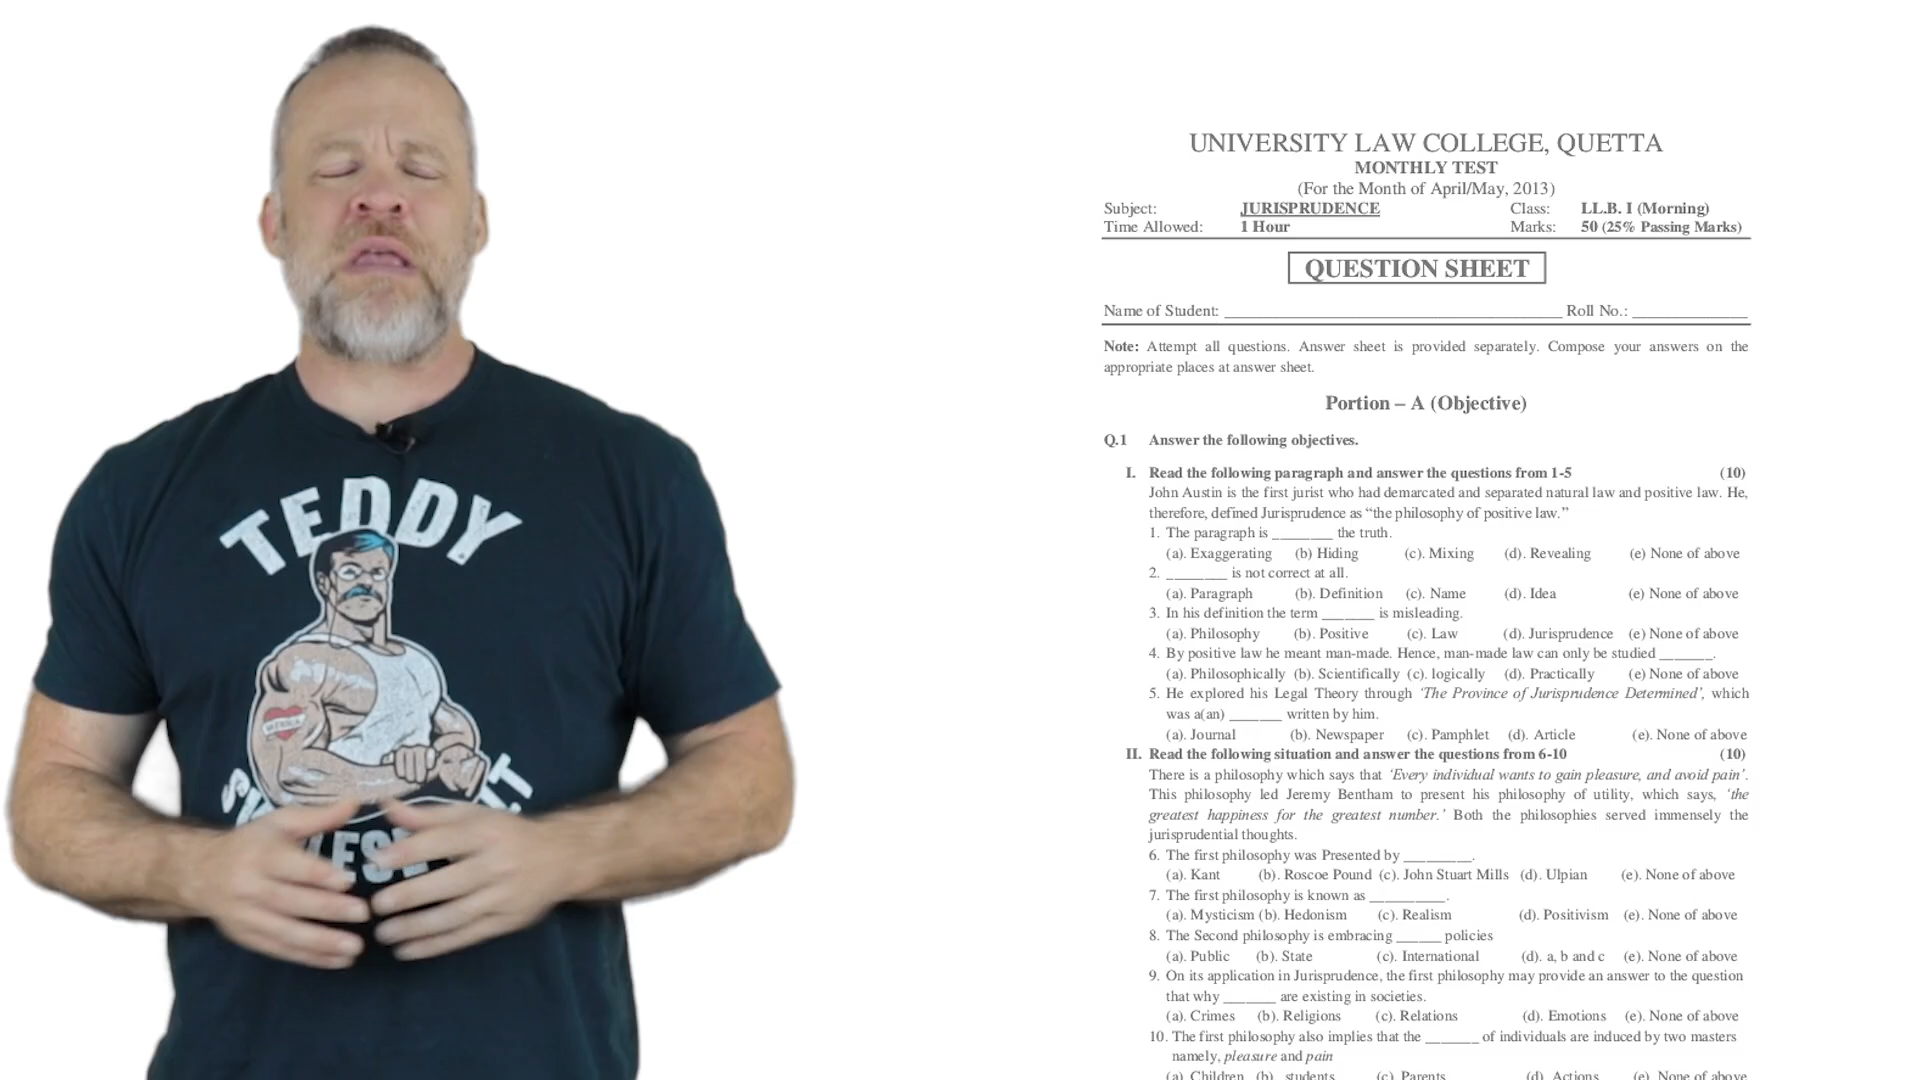 TEDDY
UNIVERSITY LAW COLLEGE, QUETTA
MONTHLY TEST
(For the Month of April/May, 2013)
Subject: JURISPRUDENCE Class: LL.B. I (Morning)
Time Allowed: 1 Hour Marks: 50 (25% Passing Marks)
QUESTION SHEET
Name of Student: ________________ Roll No.: ________
Note: Attempt all questions. Answer sheet is provided separately. Compose your answers on the
appropriate places at answer sheet.
Portion – A (Objective)
Q.1 Answer the following objectives.
I. Read the following paragraph and answer the questions from 1-5 (10)
John Austin is the first jurist who had demarcated and separated natural law and positive law. He,
therefore, defined Jurisprudence as “the philosophy of positive law.”
1. The paragraph is ________ the truth.
(a). Exaggerating (b) Hiding (c). Mixing (d). Revealing (e) None of above
2. ________ is not correct at all.
(a). Paragraph (b). Definition (c). Name (d). Idea (e) None of above
3. In his definition the term _______ is misleading.
(a). Philosophy (b). Positive (c). Law (d). Jurisprudence (e) None of above
4. By positive law he meant man-made. Hence, man-made law can only be studied _______.
(a). Philosophically (b). Scientifically (c). logically (d). Practically (e) None of above
5. He explored his Legal Theory through ‘The Province of Jurisprudence Determined’, which
was a(an) _______ written by him.
(a). Journal (b). Newspaper (c). Pamphlet (d). Article (e). None of above
II. Read the following situation and answer the questions from 6-10 (10)
There is a philosophy which says that ‘Every individual wants to gain pleasure, and avoid pain’.
This philosophy led Jeremy Bentham to present his philosophy of utility, which says, ‘the
greatest happiness for the greatest number.’ Both the philosophies served immensely the
jurisprudential thoughts.
6. The first philosophy was Presented by _________.
(a). Kant (b). Roscoe Pound (c). John Stuart Mills (d). Ulpian (e). None of above
7. The first philosophy is known as __________.
(a). Mysticism (b). Hedonism (c). Realism (d). Positivism (e). None of above
8. The Second philosophy is embracing ______ policies
(a). Public (b). State (c). International (d). a, b and c (e). None of above
9. On its application in Jurisprudence, the first philosophy may provide an answer to the question
that why _______ are existing in societies.
(a). Crimes (b). Religions (c). Relations (d). Emotions (e). None of above
10. The first philosophy also implies that the _______ of individuals are induced by two masters
namely, pleasure and pain
(a). Children (b). students (c). Parents (d). Actions (e). None of above